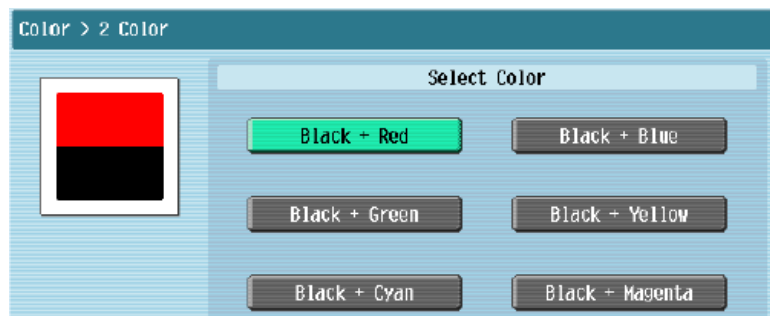 Color > 2 Color
Select Color
Black + Red
Black + Blue
Black + Green
Black + Yellow
Black + Cyan
Black + Magenta